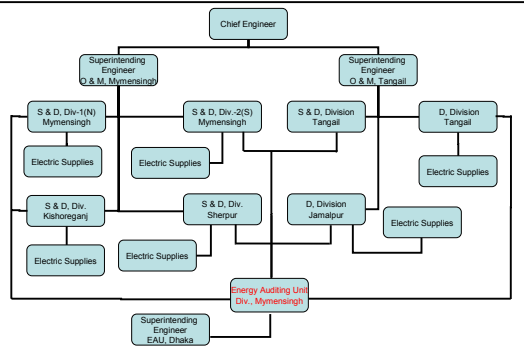 Chief Engineer
Superintending
Engineer
O & M, Mymensingh
Superintending
Engineer
O & M, Tangail
S & D, Div-1(N)
Mymensingh
S & D, Div.-2(S)
Mymensingh
S & D, Division
Tangail
D, Division
Tangail
Electric Supplies
Electric Supplies
Electric Supplies
S & D, Div.
Kishoreganj
S & D, Div.
Sherpur
D, Division
Jamalpur
Electric Supplies
Electric Supplies
Electric Supplies
Energy Auditing Unit
Div., Mymensingh
Superintending
Engineer
EAU, Dhaka